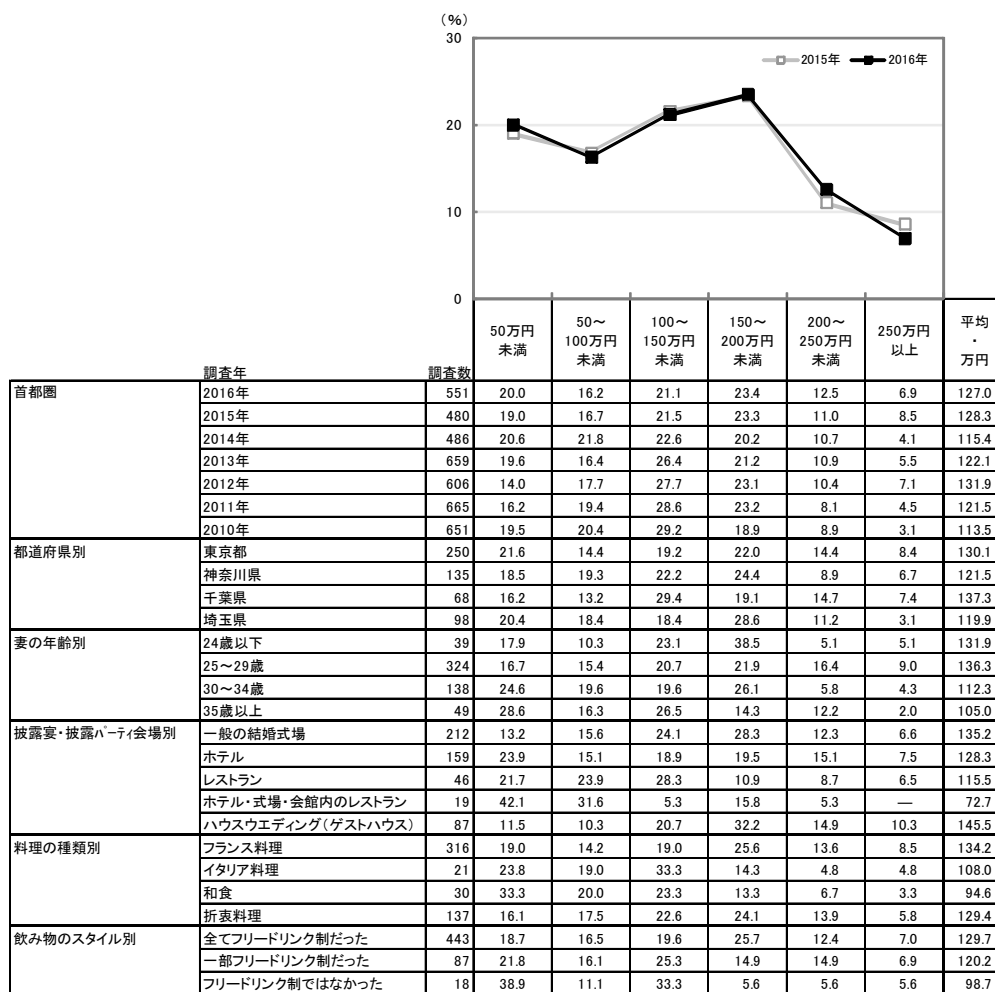 （％）
30
20
10
0
2015年 2016年
50万円未満 50～100万円未満 100～150万円未満 150～200万円未満 200～250万円未満 250万円以上 平均・万円
調査年 調査数
首都圏 2016年 551 20.0 16.2 21.1 23.4 12.5 6.9 127.0
2015年 480 19.0 16.7 21.5 23.3 11.0 8.5 128.3
2014年 486 20.6 21.8 22.6 20.2 10.7 4.1 115.4
2013年 659 19.6 16.4 26.4 21.2 10.9 5.5 122.1
2012年 606 14.0 17.7 27.7 23.1 10.4 7.1 131.9
2011年 665 16.2 19.4 28.6 23.2 8.1 4.5 121.5
2010年 651 19.5 20.4 29.2 18.9 8.9 3.1 113.5
都道府県別 東京都 250 21.6 14.4 19.2 22.0 14.4 8.4 130.1
神奈川県 135 18.5 19.3 22.2 24.4 8.9 6.7 121.5
千葉県 68 16.2 13.2 29.4 19.1 14.7 7.4 137.3
埼玉県 98 20.4 18.4 18.4 28.6 11.2 3.1 119.9
妻の年齢別 24歳以下 39 17.9 10.3 23.1 38.5 5.1 5.1 131.9
25～29歳 324 16.7 15.4 20.7 21.9 16.4 9.0 136.3
30～34歳 138 24.6 19.6 19.6 26.1 5.8 4.3 112.3
35歳以上 49 28.6 16.3 26.5 14.3 12.2 2.0 105.0
披露宴・披露パーティ会場別 一般の結婚式場 212 13.2 15.6 24.1 28.3 12.3 6.6 135.2
ホテル 159 23.9 15.1 18.9 19.5 15.1 7.5 128.3
レストラン 46 21.7 23.9 28.3 10.9 8.7 6.5 115.5
ホテル・式場・会館内のレストラン 19 42.1 31.6 5.3 15.8 5.3 ― 72.7
ハウスウエディング（ゲストハウス） 87 11.5 10.3 20.7 32.2 14.9 10.3 145.5
料理の種類別 フランス料理 316 19.0 14.2 19.0 25.6 13.6 8.5 134.2
イタリア料理 21 23.8 19.0 33.3 14.3 4.8 4.8 108.0
和食 30 33.3 20.0 23.3 13.3 6.7 3.3 94.6
折衷料理 137 16.1 17.5 22.6 24.1 13.9 5.8 129.4
飲み物のスタイル別 全てフリードリンク制だった 443 18.7 16.5 19.6 25.7 12.4 7.0 129.7
一部フリードリンク制だった 87 21.8 16.1 25.3 14.9 14.9 6.9 120.2
フリードリンク制ではなかった 18 38.9 11.1 33.3 5.6 5.6 5.6 98.7